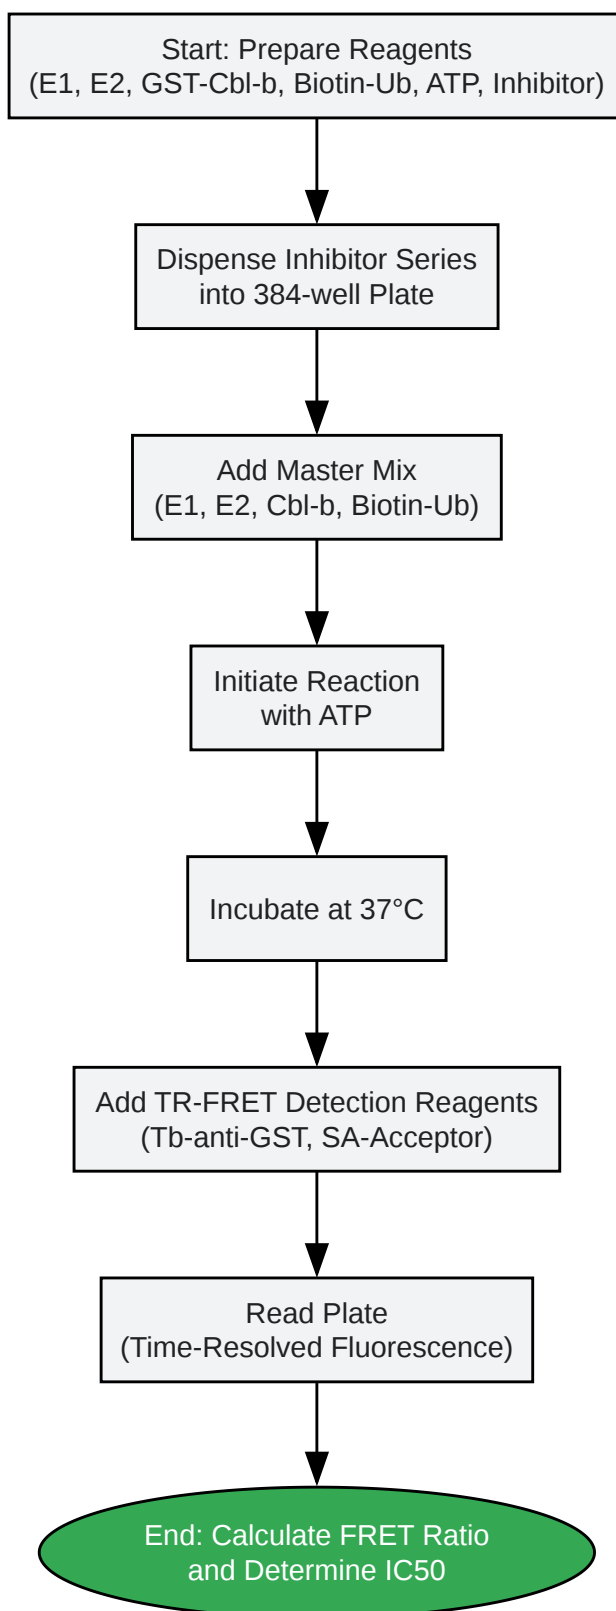 Start: Prepare Reagents
(E1, E2, GST-Cbl-b, Biotin-Ub, ATP, Inhibitor)
Dispense Inhibitor Series
into 384-well Plate
Add Master Mix
(E1, E2, Cbl-b, Biotin-Ub)
Initiate Reaction
with ATP
Incubate at 37°C
Add TR-FRET Detection Reagents
(Tb-anti-GST, SA-Acceptor)
Read Plate
(Time-Resolved Fluorescence)
End: Calculate FRET Ratio
and Determine IC50